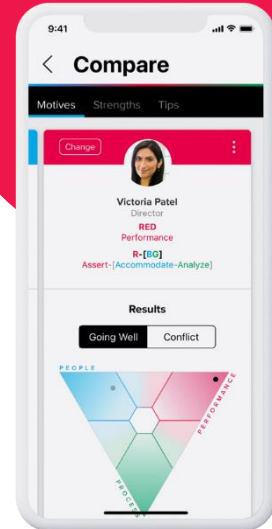 9:41
Compare
Motives Strengths Tips
Change
Victoria Patel
Director
RED
Performance
R-[BG]
Assert-[Accommodate-Analyze]
Results
Going Well Conflict
PEOPLE
PERFORMANCE
PROCESS